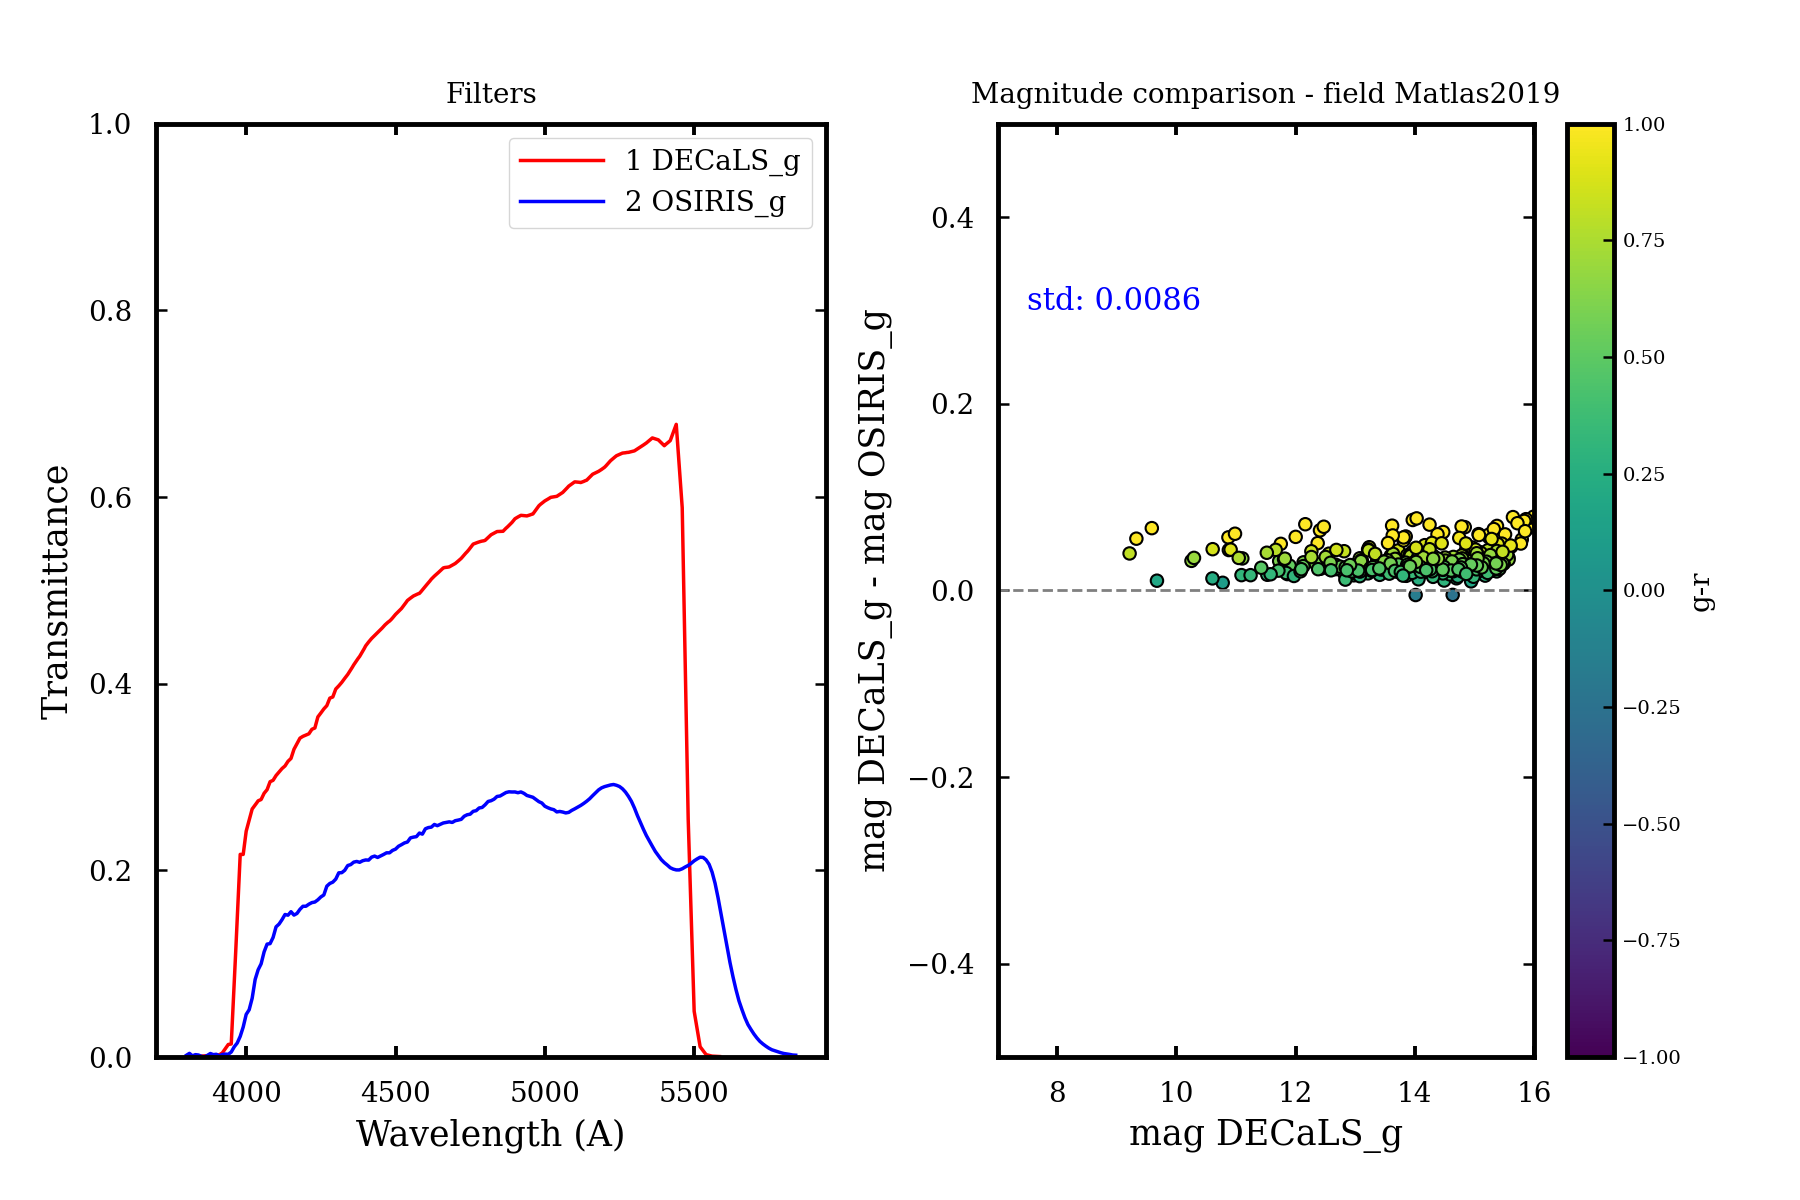 Filters
1.0
0.8
0.6
0.4
0.2
0.0
Transmittance
1 DECaLS_g
2 OSIRIS_g
4000
4500
5000
5500
Wavelength (A)
Magnitude comparison - field Matlas2019
0.4
0.2
0.0
−0.2
−0.4
mag DECaLS_g - mag OSIRIS_g
std: 0.0086
8
10
12
14
16
mag DECaLS_g
1.00
0.75
0.50
0.25
0.00
−0.25
−0.50
−0.75
−1.00
g-r